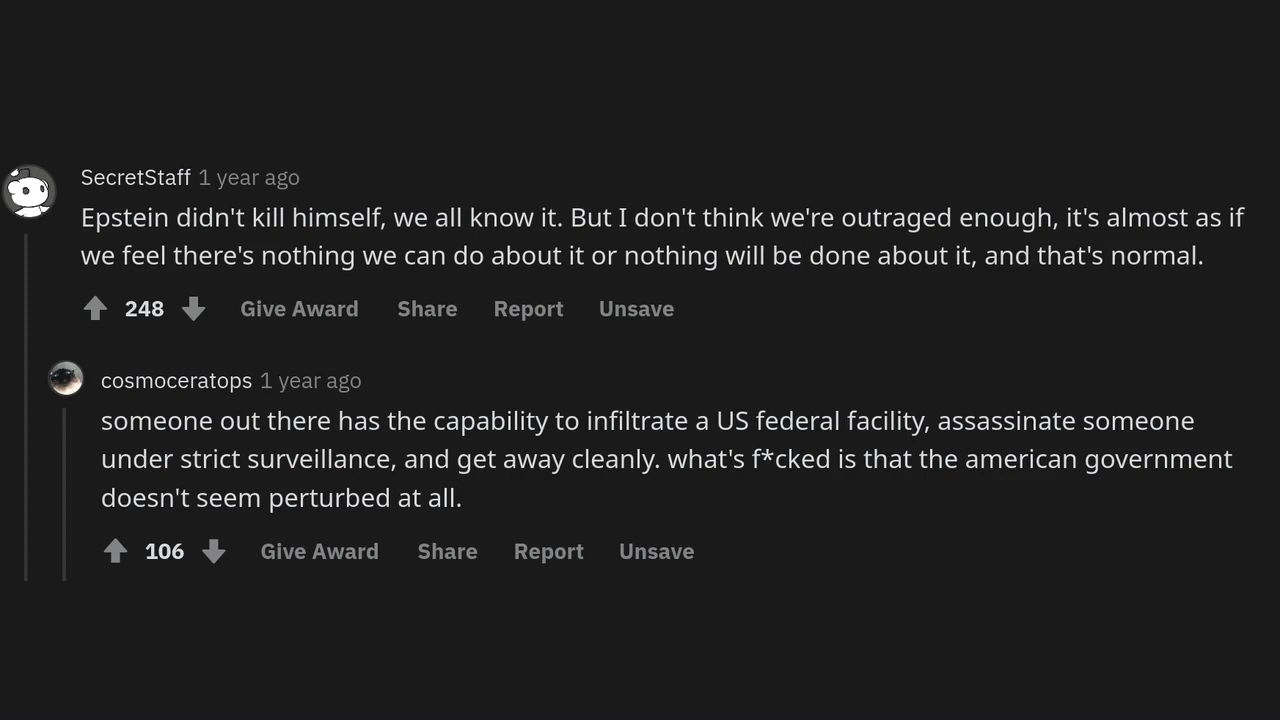 SecretStaff 1 year ago
Epstein didn't kill himself, we all know it. But I don't think we're outraged enough, it's almost as if
we feel there's nothing we can do about it or nothing will be done about it, and that's normal.
248 Give Award Share Report Unsave
cosmoceratops 1 year ago
someone out there has the capability to infiltrate a US federal facility, assassinate someone
under strict surveillance, and get away cleanly. what's f*cked is that the american government
doesn't seem perturbed at all.
106 Give Award Share Report Unsave